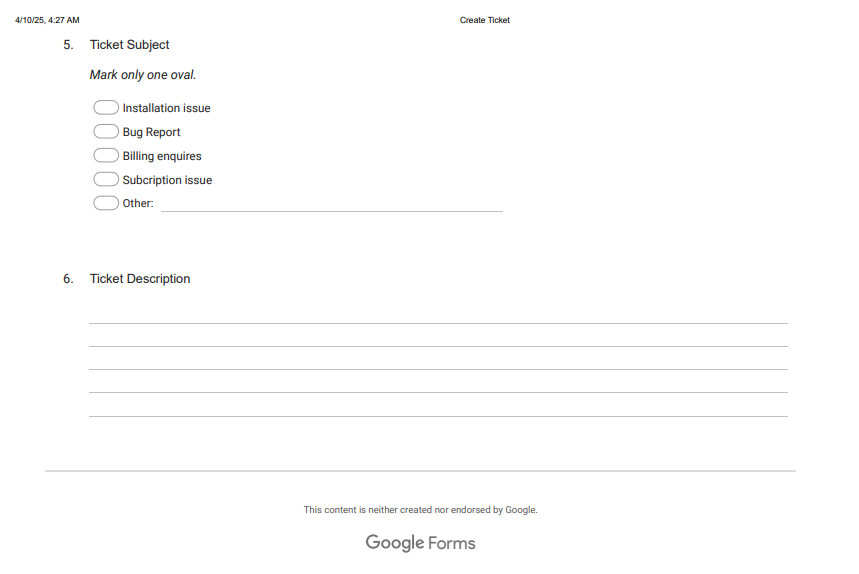 4/10/25, 4:27 AM Create Ticket
5. Ticket Subject
Mark only one oval.
Installation issue
Bug Report
Billing enquires
Subcription issue
Other:
6. Ticket Description
This content is neither created nor endorsed by Google.
Google Forms